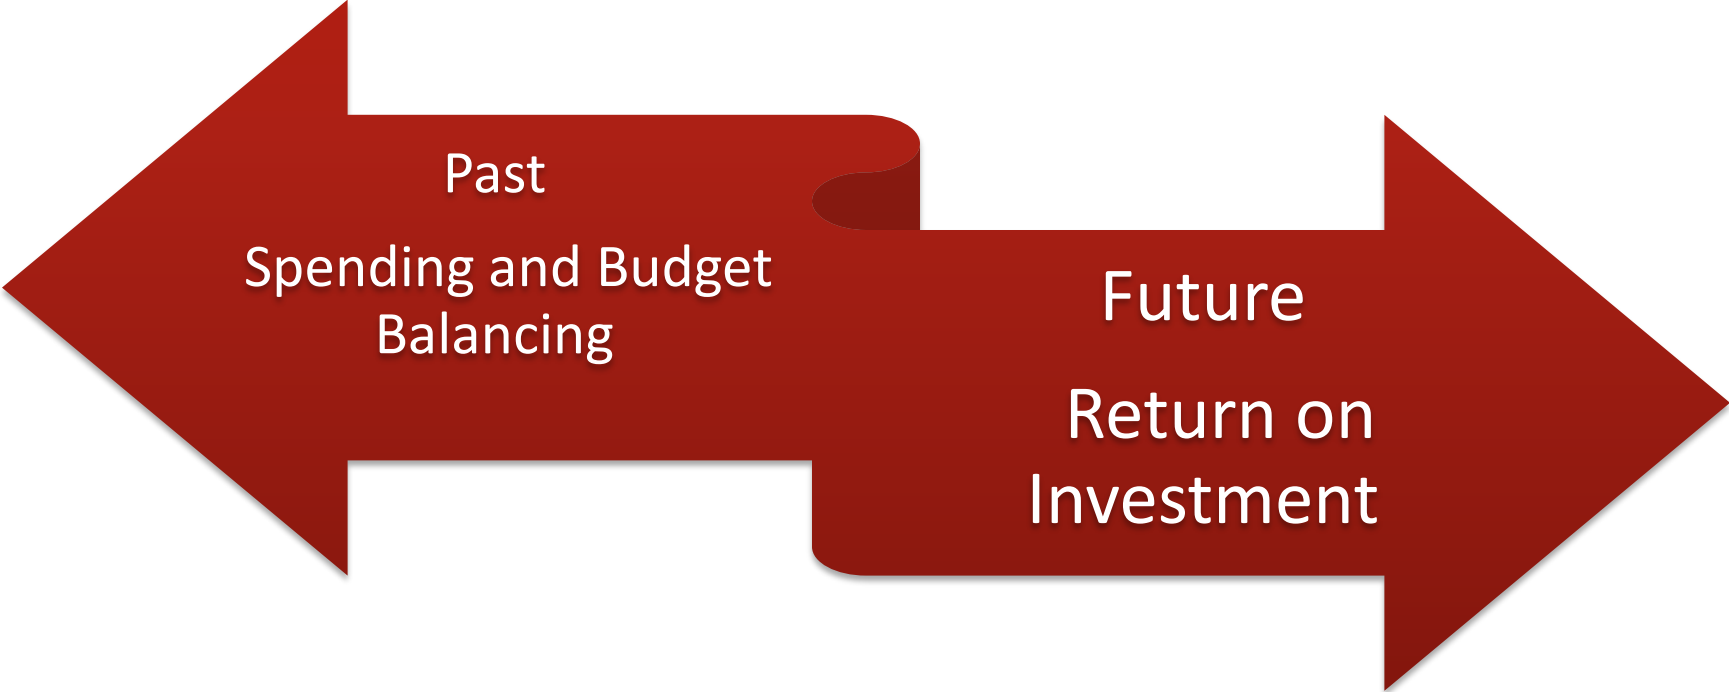 Past
Spending and Budget
Balancing
Future
Return on
Investment